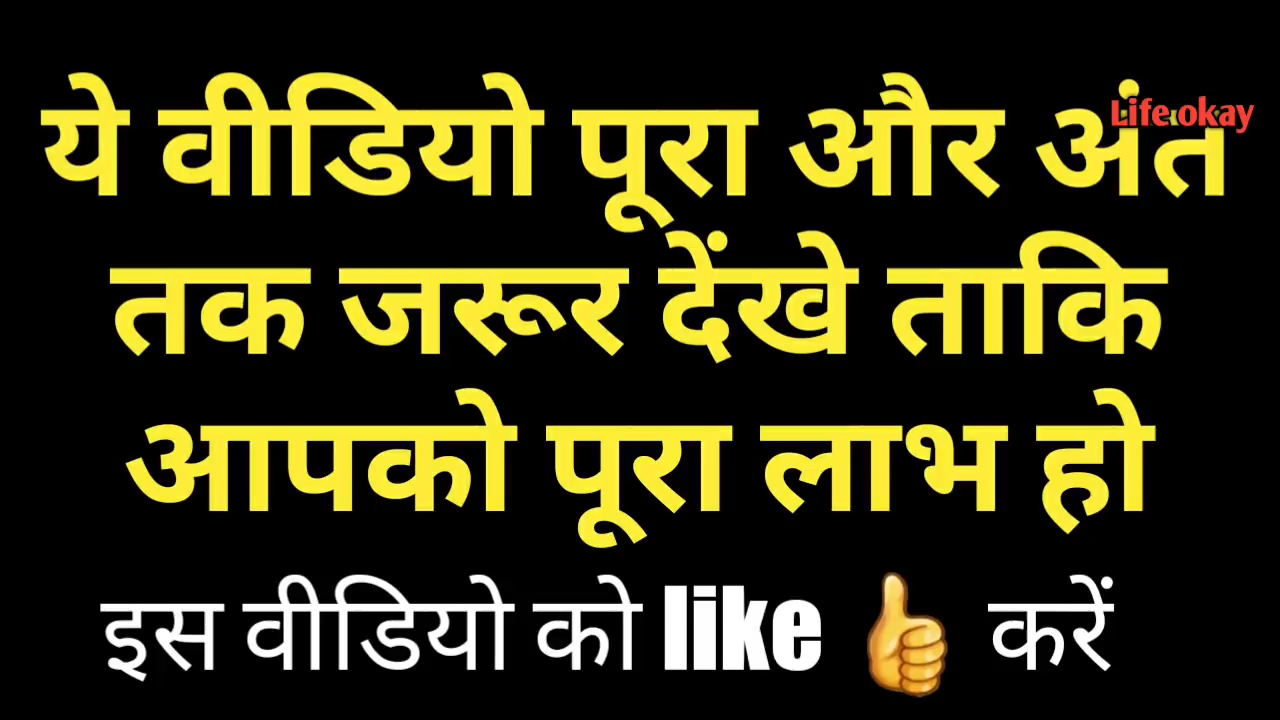 ये वीडियो पूरा और अंत
Life okay
तक जरूर देंखे ताकि
आपको पूरा लाभ हो
इस वीडियो को like 👍 करें